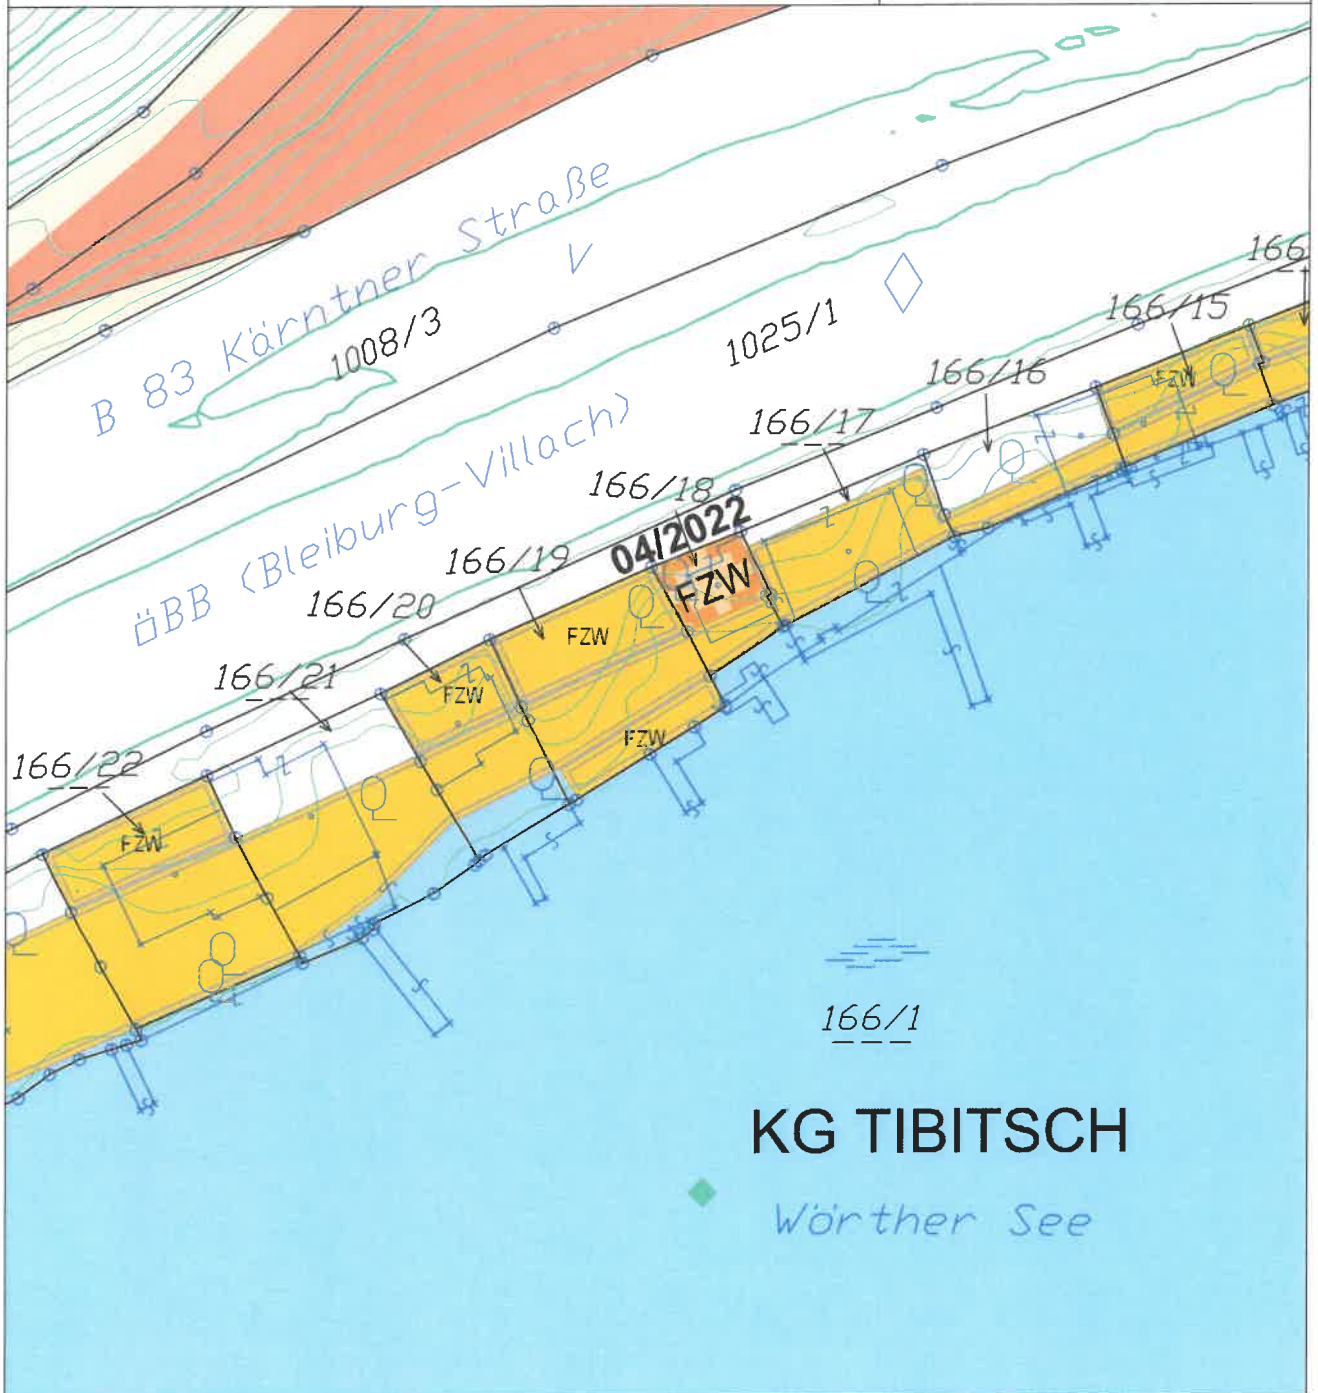 B 83 Kärntner Straße
V
1008/3
1025/1
166
166/15
FZW
166/16
166/17
166/18
04/2022
FZW
öBB (Bleiburg-Villach)
166/19
FZW
166/20
FZW
FZW
166/21
166/22
FZW
166/1
KG TIBITSCH
Wörther See